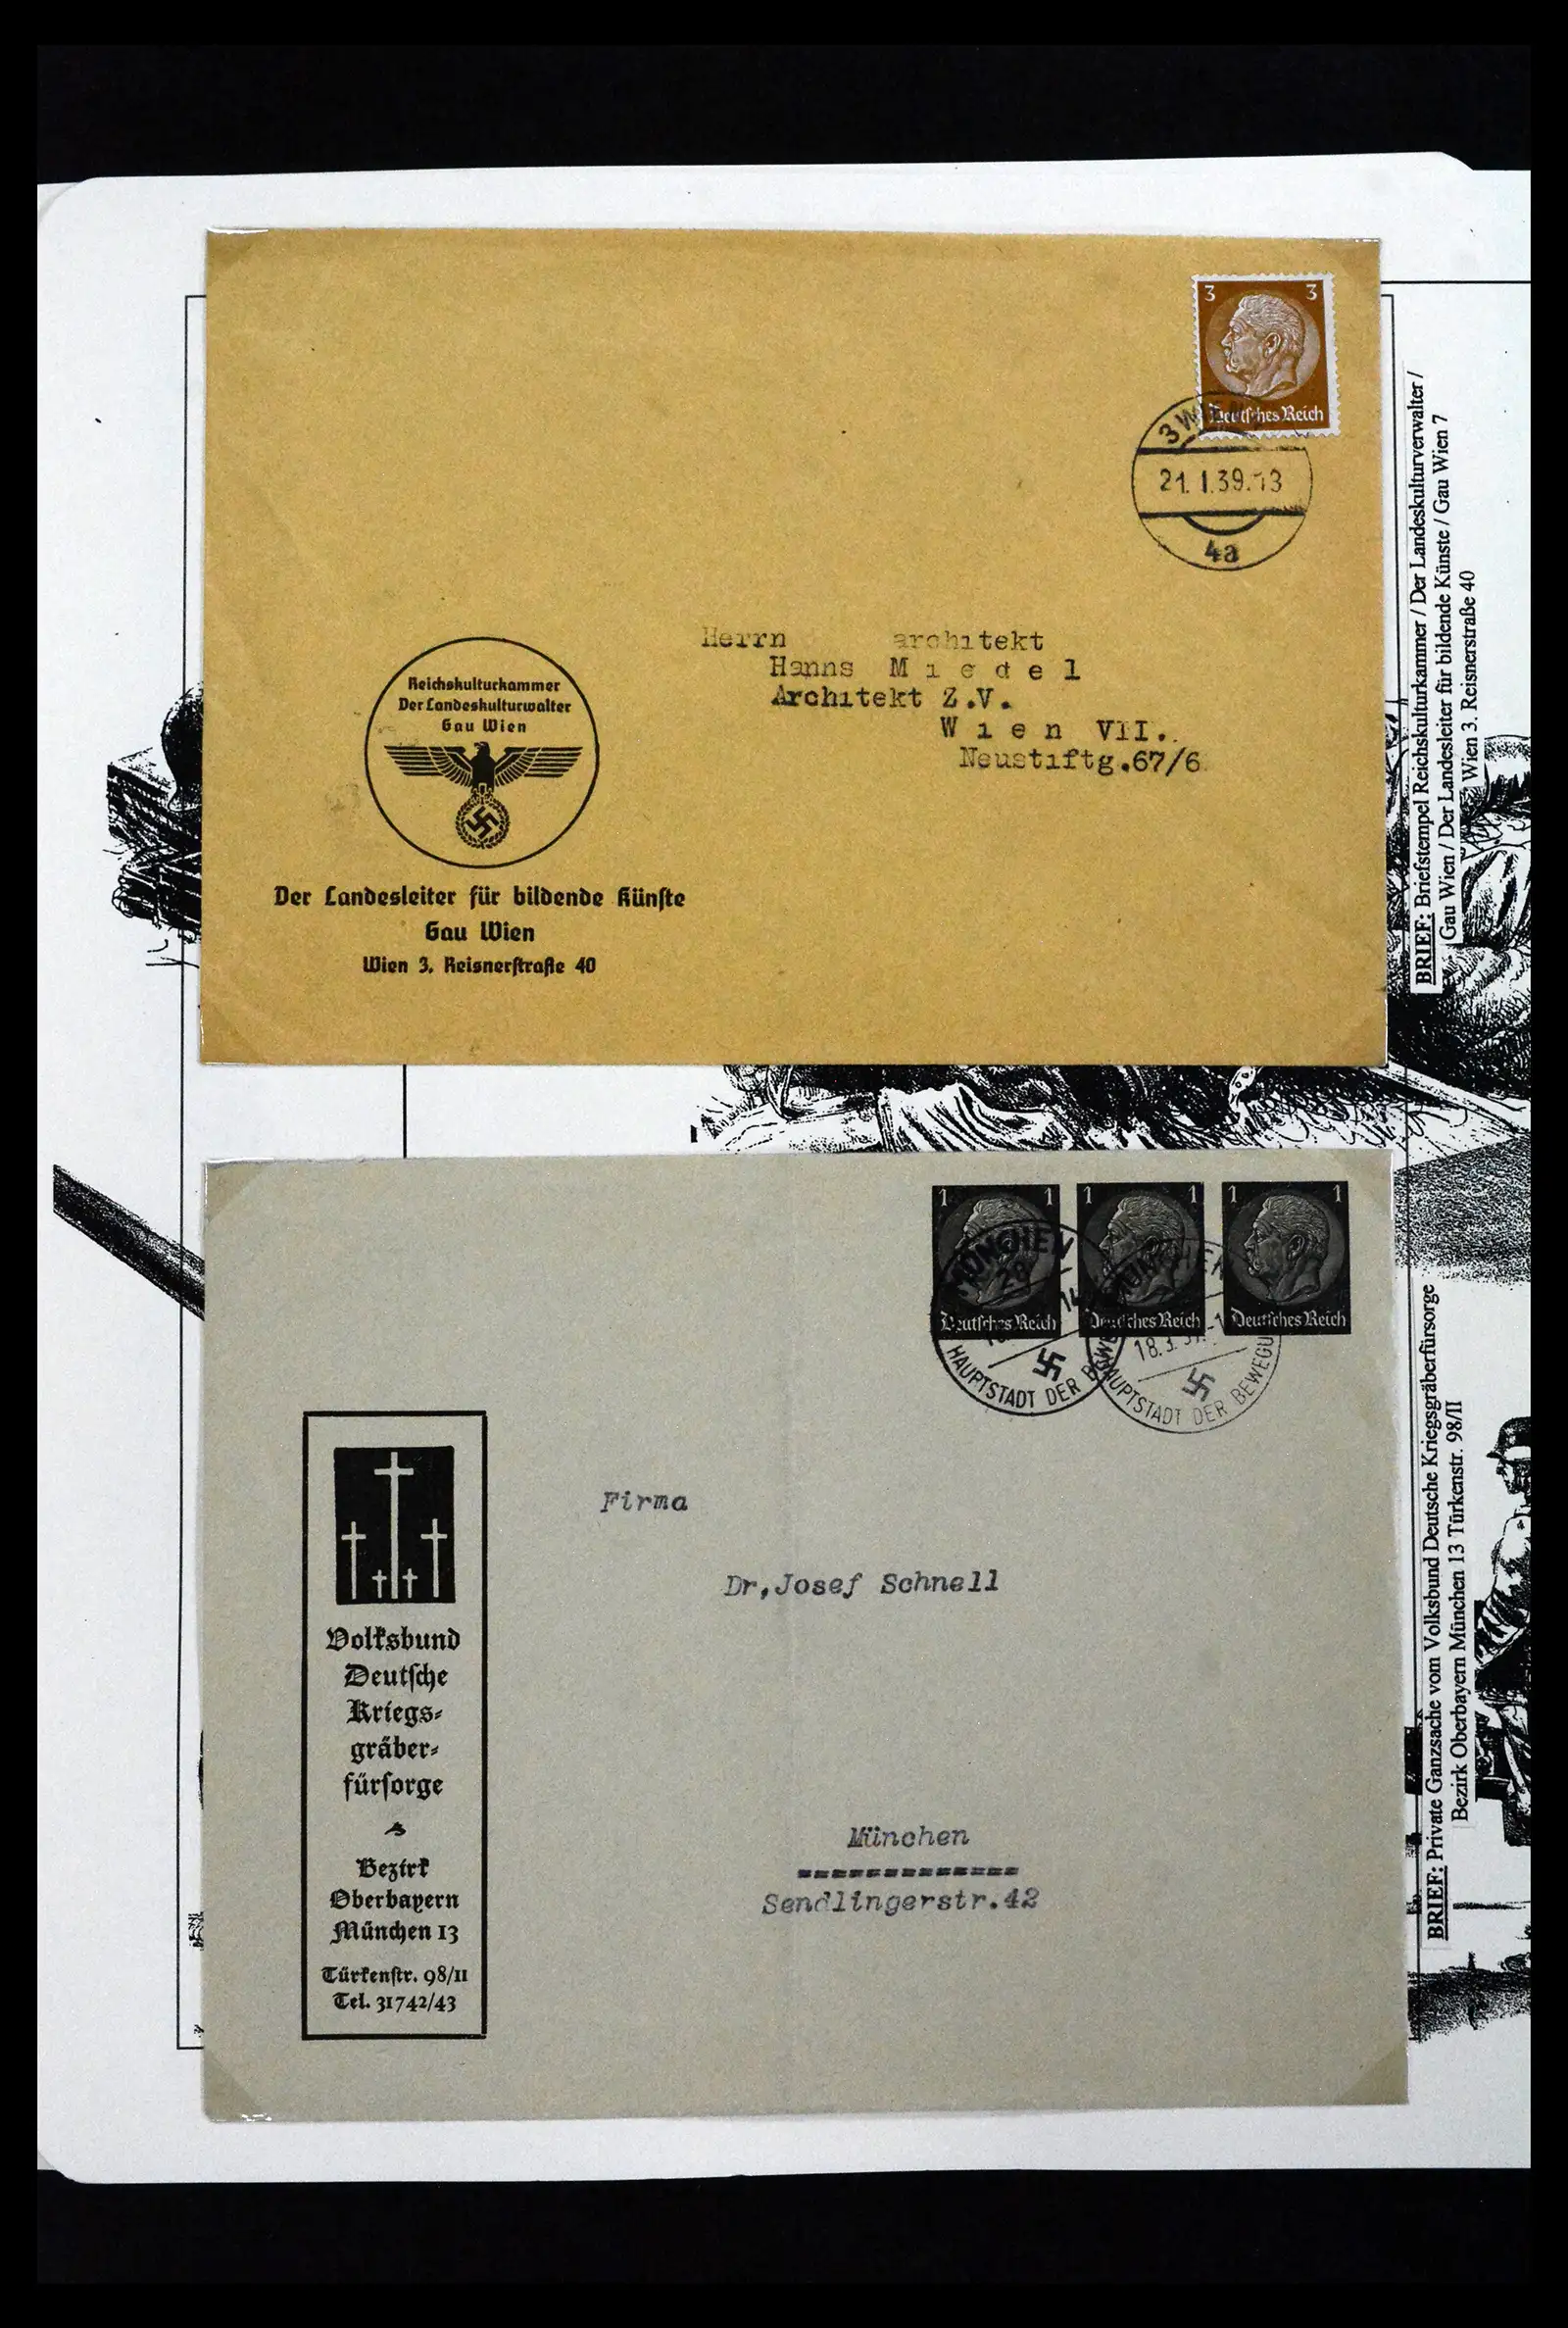 3 3
Deutsches Reich
3 WIEN
21. 1.39.13
4a
Herrn architekt
Hanns M i e d e l
Architekt Z.V.
W i e n VII.
Neustiftg.67/6
Reichskulturkammer
Der Landeskulturwalter
Gau Wien
Der Landesleiter für bildende Künste
Gau Wien
Wien 3, Reisnerstraße 40
BRIEF: Briefstempel Reichskulturkammer / Der Landeskulturverwalter /
Gau Wien / Der Landesleiter für bildende Künste / Gau Wien 7
Wien 3. Reisnerstraße 40
1 1 1 1 1 1
Deutsches Reich Deutsches Reich Deutsches Reich
MÜNCHEN
28
HAUPTSTADT DER
MÜNCHEN
18.3.
HAUPTSTADT DER BEWEGU
Firma
Dr,Josef Schnell
München
Sendlingerstr.42
Volksbund
Deutsche
Kriegs-
gräber-
fürsorge
Bezirk
Oberbayern
München 13
Türkenstr. 98/II
Tel. 31742/43
BRIEF: Private Ganzsache vom Volksbund Deutsche Kriegsgräberfürsorge
Bezirk Oberbayern München 13 Türkenstr. 98/II